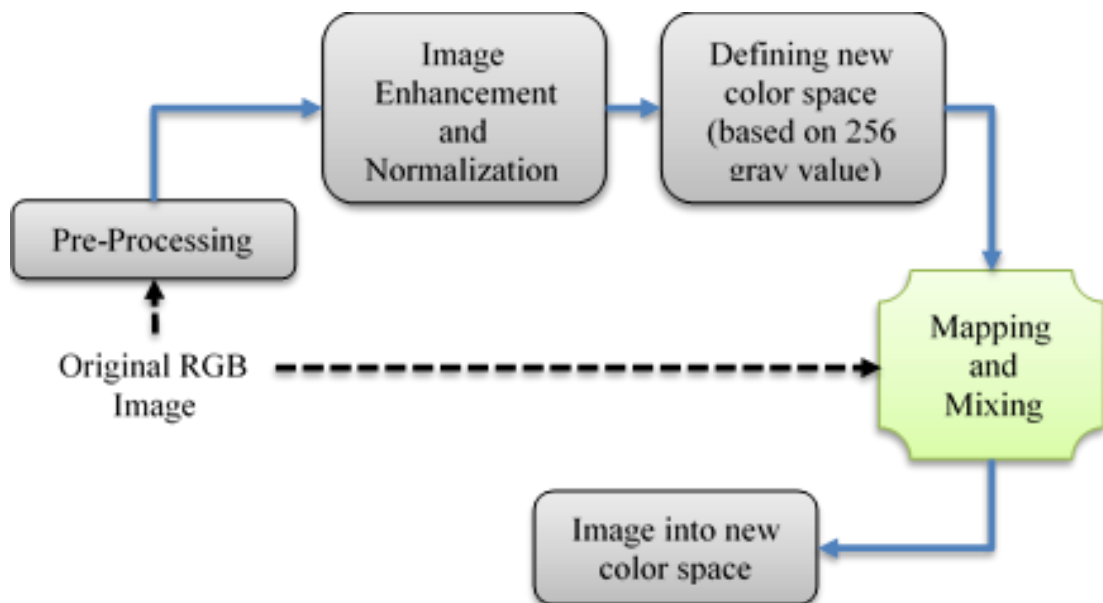 Image
Enhancement
and
Normalization
Defining new
color space
(based on 256
gray value)
Pre-Processing
Original RGB
Image
Mapping
and
Mixing
Image into new
color space